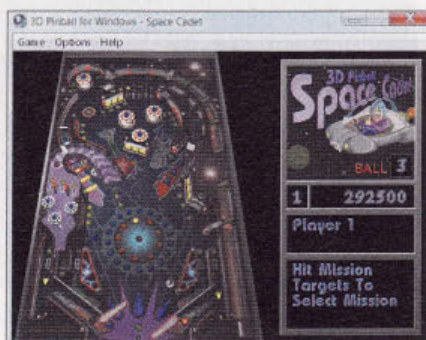 3D Pinball for Windows - Space Cadet
Game Options Help
3D Pinball
Space Cadet
BALL 3
1 292500
Player 1
Hit Mission
Targets To
Select Mission